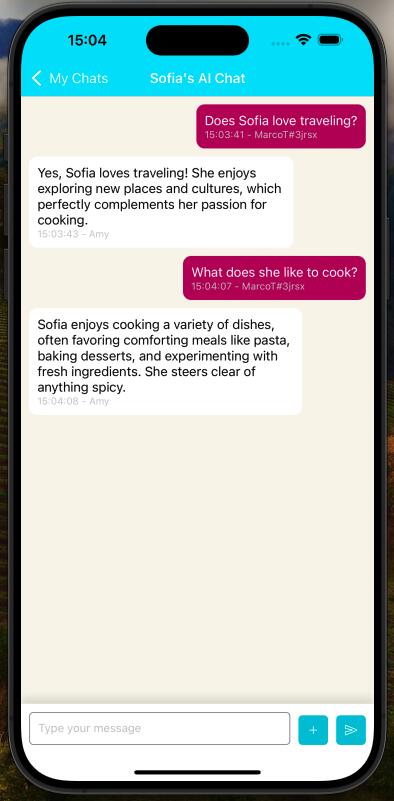 15:04
My Chats
Sofia's AI Chat
Does Sofia love traveling?
15:03:41 - MarcoT#3jrsx
Yes, Sofia loves traveling! She enjoys
exploring new places and cultures, which
perfectly complements her passion for
cooking.
15:03:43 - Amy
What does she like to cook?
15:04:07 - MarcoT#3jrsx
Sofia enjoys cooking a variety of dishes,
often favoring comforting meals like pasta,
baking desserts, and experimenting with
fresh ingredients. She steers clear of
anything spicy.
15:04:08 - Amy
Type your message
+